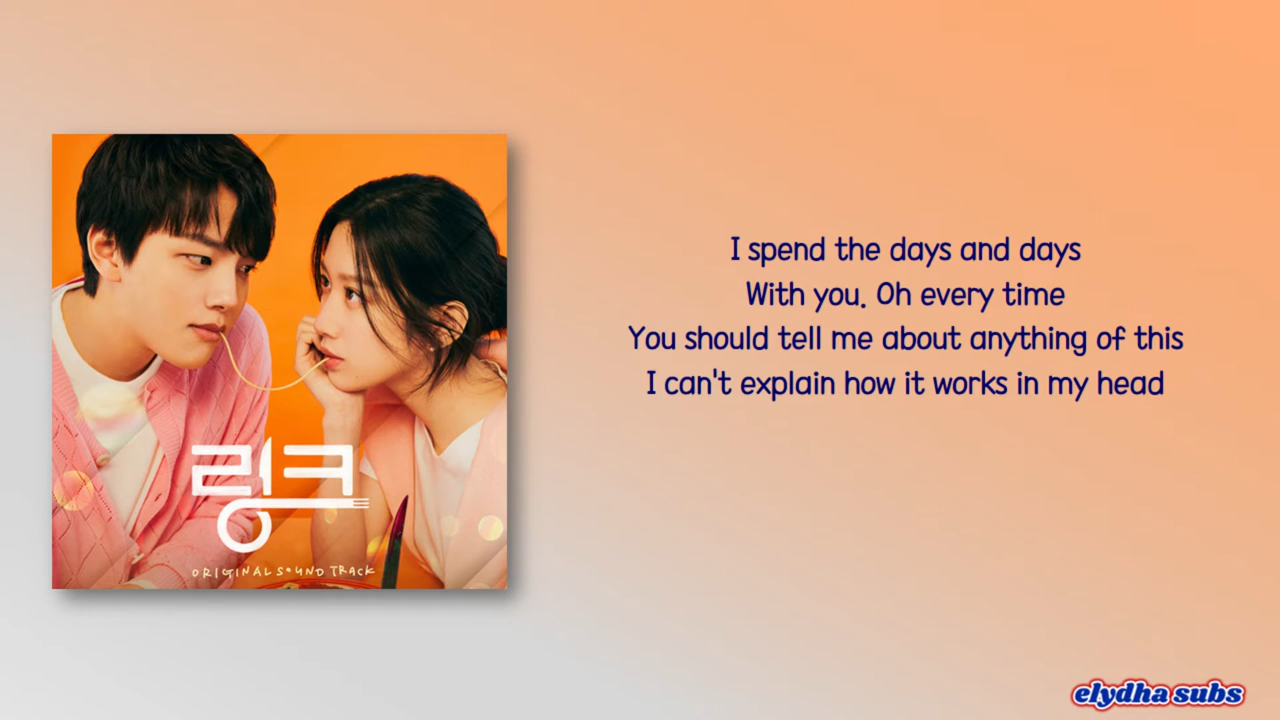 링크
ORIGINAL SOUND TRACK
I spend the days and days
With you. Oh every time
You should tell me about anything of this
I can't explain how it works in my head
elydha subs